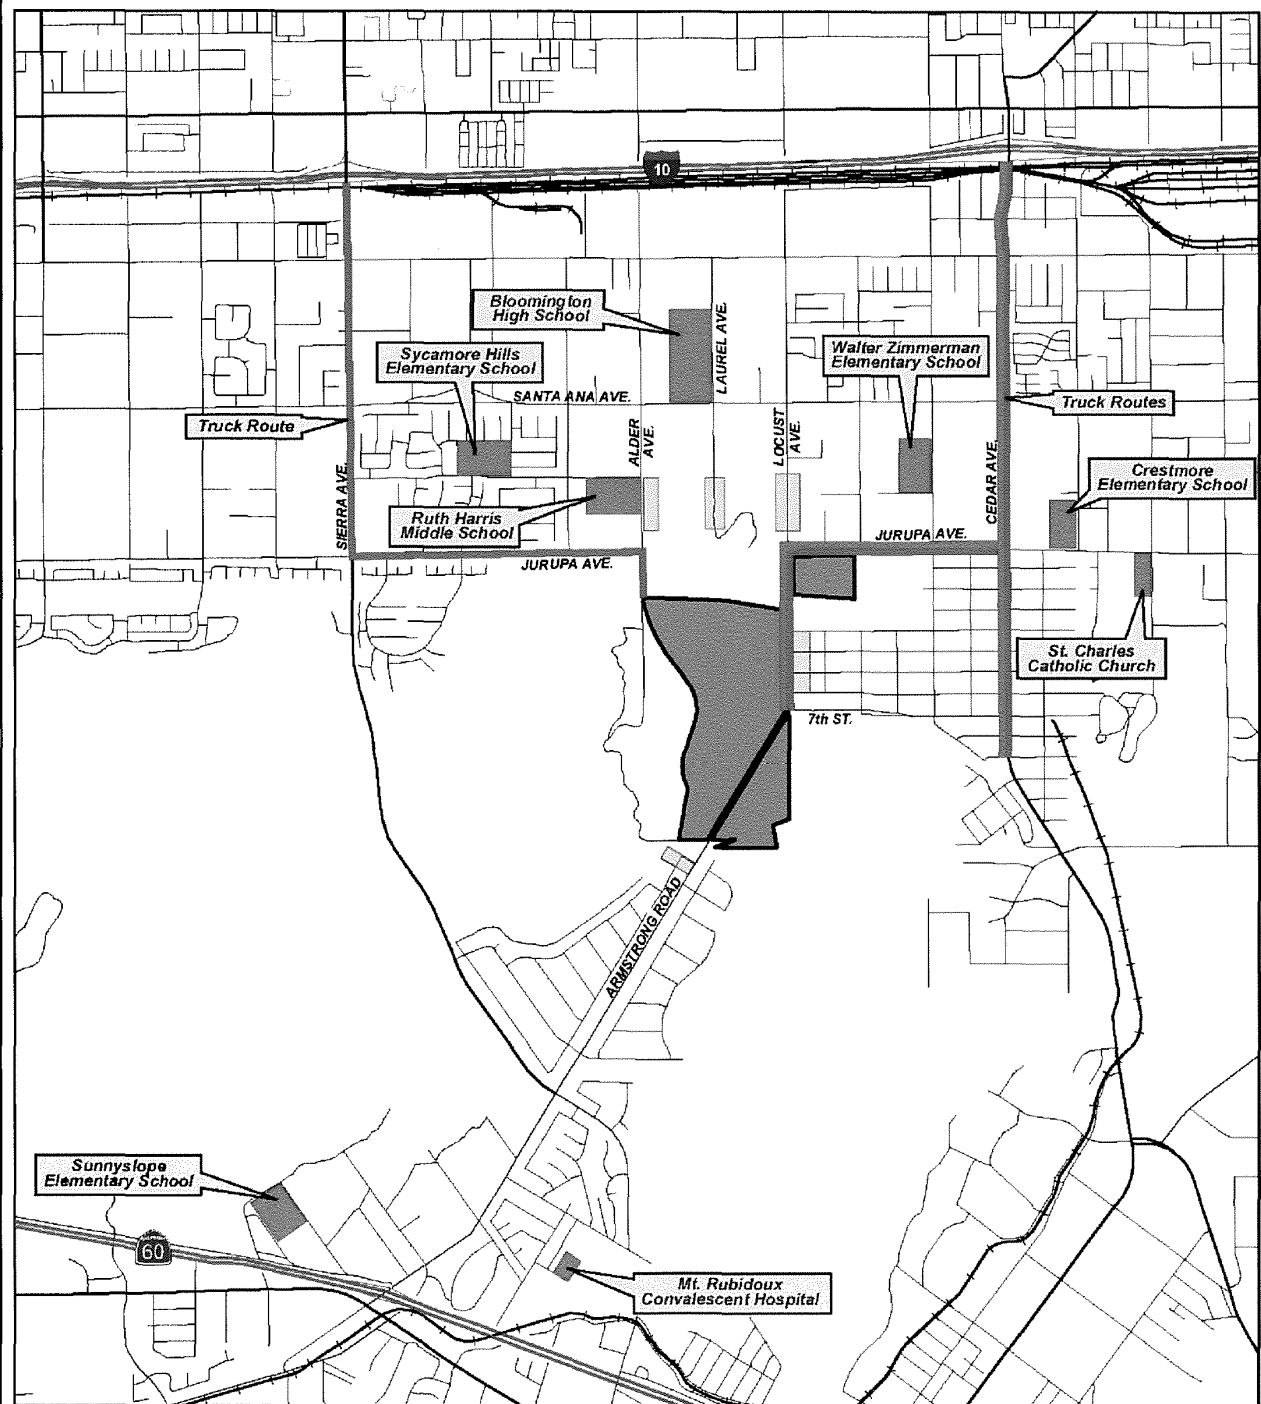 10
Bloomington
High School
LAUREL AVE.
Sycamore Hills
Elementary School
Walter Zimmerman
Elementary School
SANTA ANA AVE.
Truck Route
Truck Routes
ALDER
AVE.
LOCUST
AVE.
SIERRA AVE.
CEDAR AVE.
Crestmore
Elementary School
Ruth Harris
Middle School
JURUPA AVE.
JURUPA AVE.
St. Charles
Catholic Church
7th ST.
ARMSTRONG ROAD
Sunnyslope
Elementary School
60
Mt. Rubidoux
Convalescent Hospital